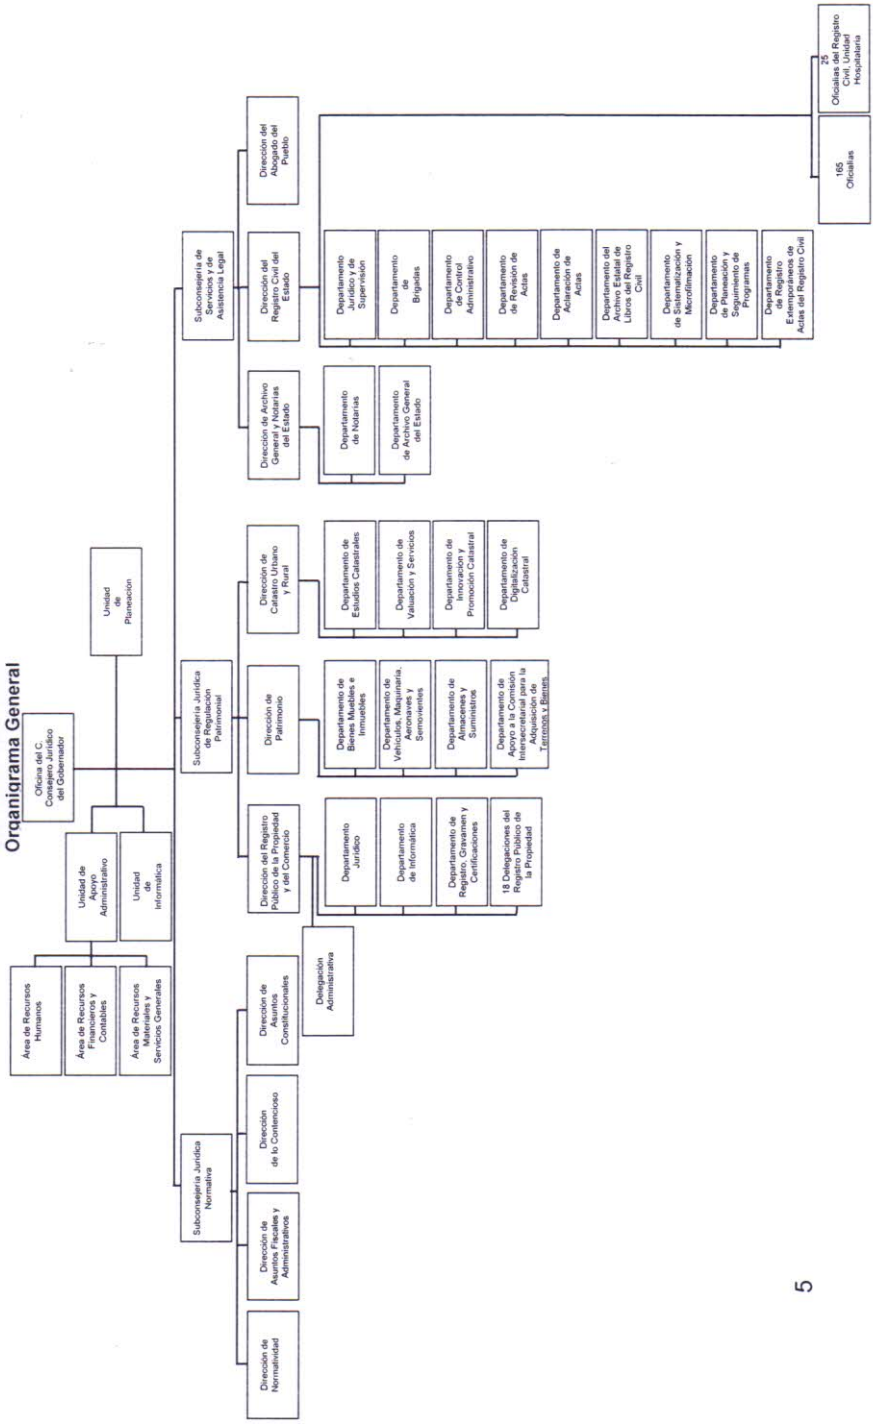 Organigrama General
Oficina del C.
Consejero Jurídico
del Gobernador
Unidad
de
Planeación
Unidad de
Apoyo
Administrativo
Unidad
de
Informática
Área de Recursos
Humanos
Área de Recursos
Financieros y
Contables
Área de Recursos
Materiales y
Servicios Generales
Subconsejería Jurídica
Normativa
Subconsejería Jurídica
de Regulación
Patrimonial
Subconsejería de
Servicios y de
Asistencia Legal
Dirección de
Normatividad
Dirección de
Asuntos Fiscales y
Administrativos
Dirección
de lo Contencioso
Dirección de
Asuntos
Constitucionales
Dirección del Registro
Público de la Propiedad
y del Comercio
Dirección de
Patrimonio
Dirección de
Catastro Urbano
y Rural
Dirección de Archivo
General y Notarías
del Estado
Dirección del
Registro Civil del
Estado
Dirección del
Abogado del
Pueblo
Delegación
Administrativa
Departamento
Jurídico
Departamento
de Informática
Departamento de
Registro, Gravamen y
Certificaciones
18 Delegaciones del
Registro Público de
la Propiedad
Departamento de
Bienes Muebles e
Inmuebles
Departamento de
Vehículos, Maquinaria,
Aeronaves y
Semovientes
Departamento de
Almacenes y
Suministros
Departamento de
Apoyo a la Comisión
Intersecretarial para la
Adquisición de
Terrenos y Bienes
Departamento de
Estudios Catastrales
Departamento de
Valuación y Servicios
Departamento de
Innovación y
Promoción Catastral
Departamento de
Digitalización
Catastral
Departamento
de Notarías
Departamento
de Archivo General
del Estado
Departamento
Jurídico y de
Supervisión
Departamento
de
Brigadas
Departamento
de Control
Administrativo
Departamento
de Revisión de
Actas
Departamento de
Aclaración de
Actas
Departamento del
Archivo Estatal de
Libros del Registro
Civil
Departamento
de Sistematización y
Microfilmación
Departamento
de Planeación y
Seguimiento de
Programas
Departamento
de Registro
Extemporáneos de
Actas del Registro Civil
165
Oficialías
25
Oficialías del Registro
Civil, Unidad
Hospitalaria
5